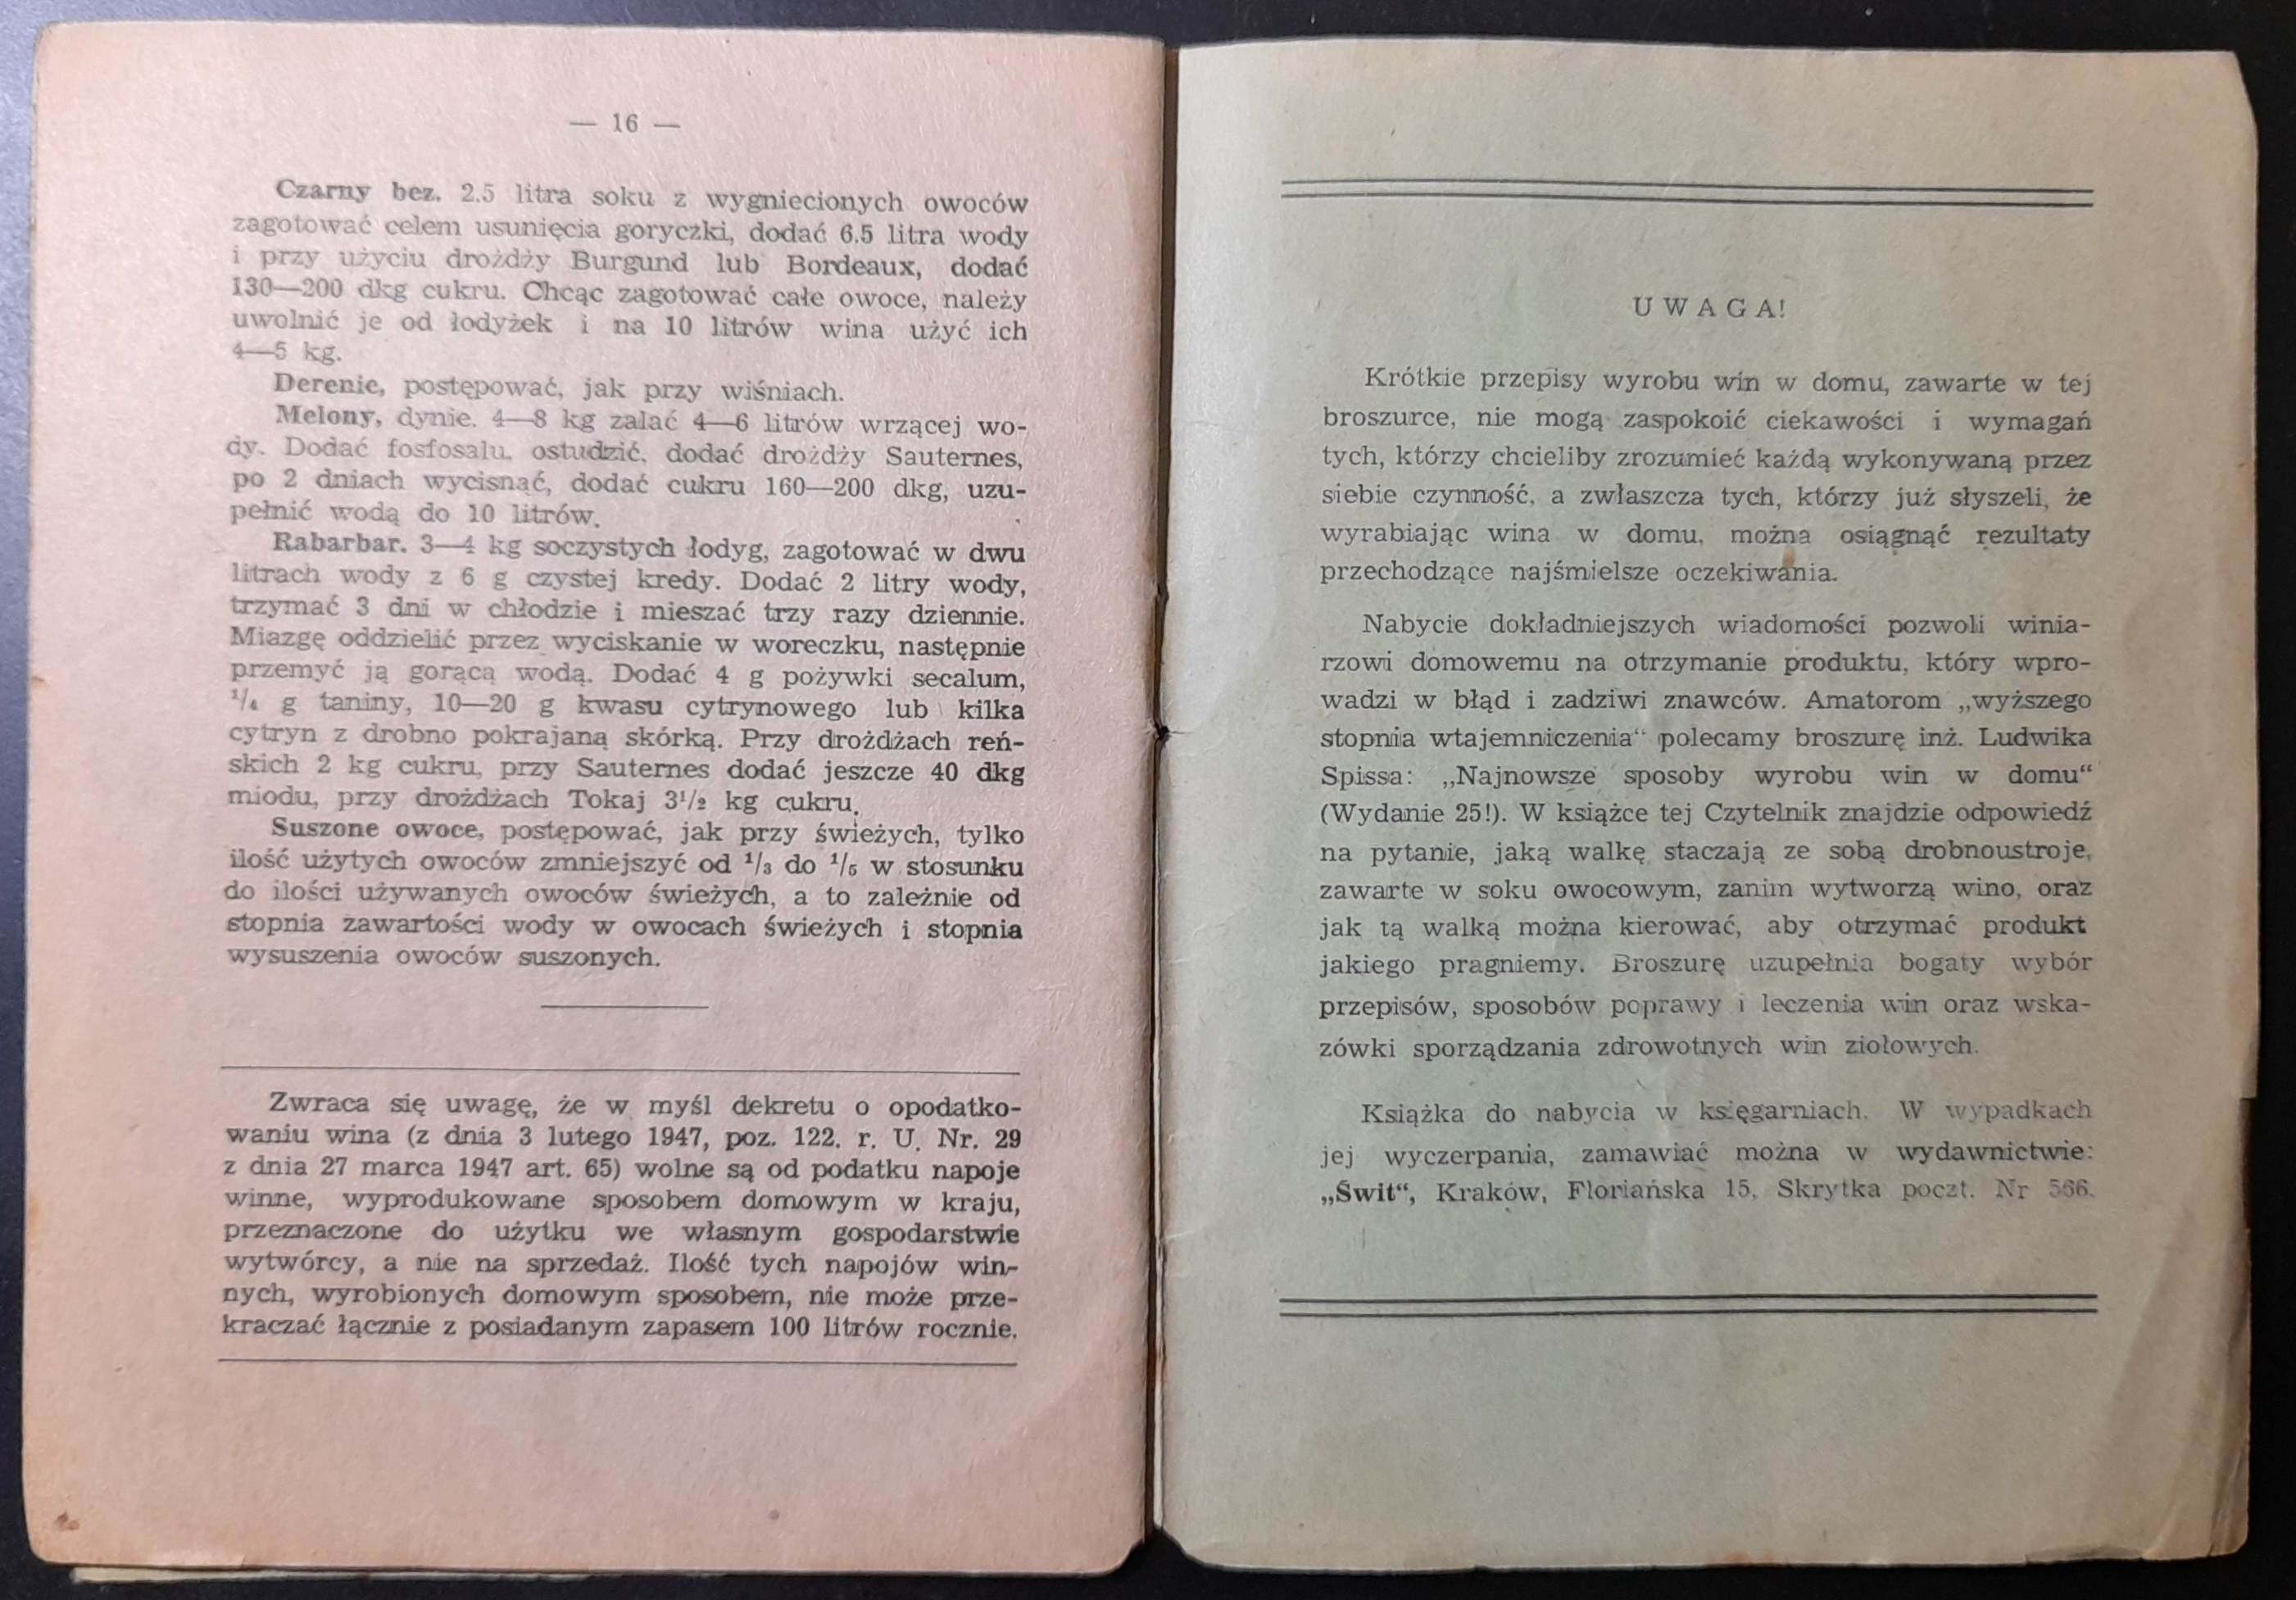 — 16 —
Czarny bez. 2.5 litra soku z wygniecionych owoców
zagotować celem usunięcia goryczki, dodać 6.5 litra wody
i przy użyciu drożdży Burgund lub Bordeaux, dodać
130—200 dkg cukru. Chcąc zagotować całe owoce, należy
uwolnić je od łodyżek i na 10 litrów wina użyć ich
4—5 kg.
Derenie, postępować, jak przy wiśniach.
Melony, dynie. 4—8 kg zalać 4—6 litrów wrzącej wo-
dy. Dodać fosfosalu, ostudzić, dodać drożdży Sauternes,
po 2 dniach wycisnąć, dodać cukru 160—200 dkg, uzu-
pełnić wodą do 10 litrów.
Rabarbar. 3—4 kg soczystych łodyg, zagotować w dwu
litrach wody z 6 g czystej kredy. Dodać 2 litry wody,
trzymać 3 dni w chłodzie i mieszać trzy razy dziennie.
Miazgę oddzielić przez wyciskanie w woreczku, następnie
przemyć ją gorącą wodą. Dodać 4 g pożywki secalum,
1/4 g taniny, 10—20 g kwasu cytrynowego lub kilka
cytryn z drobno pokrajaną skórką. Przy drożdżach reń-
skich 2 kg cukru, przy Sauternes dodać jeszcze 40 dkg
miodu, przy drożdżach Tokaj 3 1/2 kg cukru.
Suszone owoce, postępować, jak przy świeżych, tylko
ilość użytych owoców zmniejszyć od 1/3 do 1/5 w stosunku
do ilości używanych owoców świeżych, a to zależnie od
stopnia zawartości wody w owocach świeżych i stopnia
wysuszenia owoców suszonych.
Zwraca się uwagę, że w myśl dekretu o opodatko-
waniu wina (z dnia 3 lutego 1947, poz. 122. r. U. Nr. 29
z dnia 27 marca 1947 art. 65) wolne są od podatku napoje
winne, wyprodukowane sposobem domowym w kraju,
przeznaczone do użytku we własnym gospodarstwie
wytwórcy, a nie na sprzedaż. Ilość tych napojów win-
nych, wyrobionych domowym sposobem, nie może prze-
kraczać łącznie z posiadanym zapasem 100 litrów rocznie.
UWAGA!
Krótkie przepisy wyrobu win w domu, zawarte w tej
broszurce, nie mogą zaspokoić ciekawości i wymagań
tych, którzy chcieliby zrozumieć każdą wykonywaną przez
siebie czynność, a zwłaszcza tych, którzy już słyszeli, że
wyrabiając wina w domu, można osiągnąć rezultaty
przechodzące najśmielsze oczekiwania.
Nabycie dokładniejszych wiadomości pozwoli winia-
rzowi domowemu na otrzymanie produktu, który wpro-
wadzi w błąd i zadziwi znawców. Amatorom „wyższego
stopnia wtajemniczenia“ polecamy broszurę inż. Ludwika
Spissa: „Najnowsze sposoby wyrobu win w domu“
(Wydanie 25!). W książce tej Czytelnik znajdzie odpowiedź
na pytanie, jaką walkę staczają ze sobą drobnoustroje,
zawarte w soku owocowym, zanim wytworzą wino, oraz
jak tą walką można kierować, aby otrzymać produkt
jakiego pragniemy. Broszurę uzupełnia bogaty wybór
przepisów, sposobów poprawy i leczenia win oraz wska-
zówki sporządzania zdrowotnych win ziołowych.
Książka do nabycia w księgarniach. W wypadkach
jej wyczerpania, zamawiać można w wydawnictwie:
„Świt“, Kraków, Floriańska 15, Skrytka poczt. Nr 566.